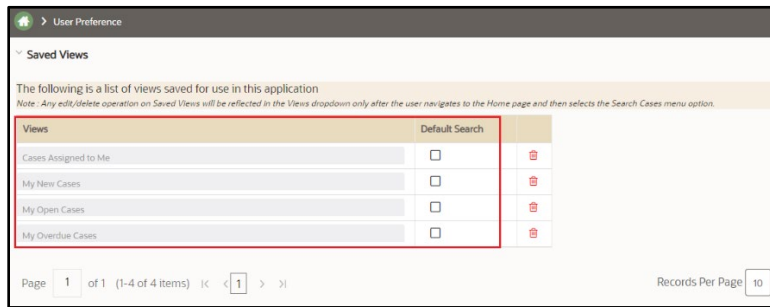 > User Preference
Saved Views
The following is a list of views saved for use in this application
Note : Any edit/delete operation on Saved Views will be reflected in the Views dropdown only after the user navigates to the Home page and then selects the Search Cases menu option.
Views Default Search
Cases Assigned to Me
My New Cases
My Open Cases
My Overdue Cases
Page 1 of 1 (1-4 of 4 items) |< < 1 > >| Records Per Page 10